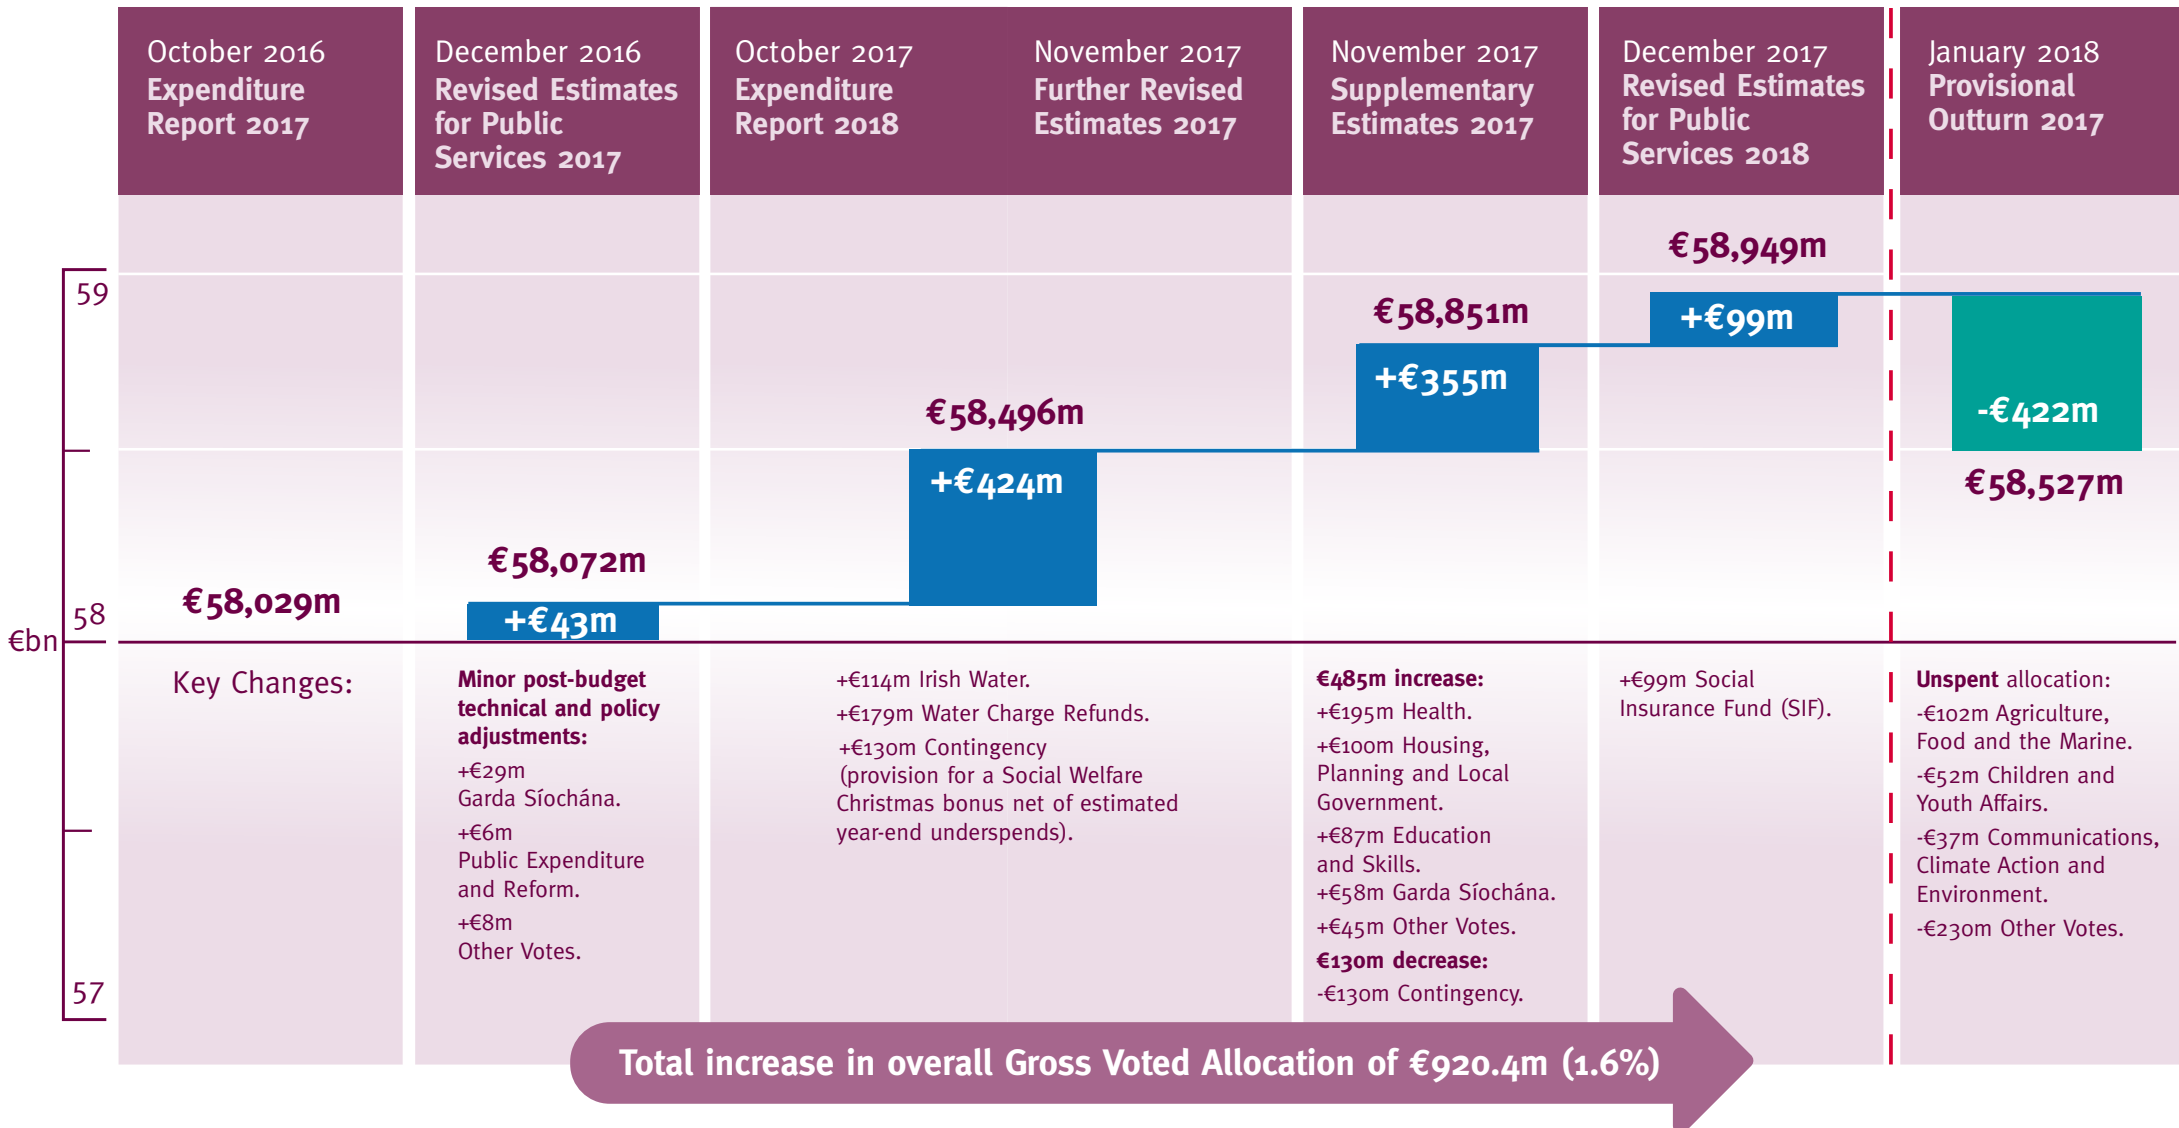 October 2016
Expenditure
Report 2017
December 2016
Revised Estimates
for Public
Services 2017
October 2017
Expenditure
Report 2018
November 2017
Further Revised
Estimates 2017
November 2017
Supplementary
Estimates 2017
December 2017
Revised Estimates
for Public
Services 2018
January 2018
Provisional
Outturn 2017
€bn
59
58
57
€58,029m
€58,072m
+€43m
€58,496m
+€424m
€58,851m
+€355m
€58,949m
+€99m
-€422m
€58,527m
Key Changes:
Minor post-budget
technical and policy
adjustments:
+€29m
Garda Síochána.
+€6m
Public Expenditure
and Reform.
+€8m
Other Votes.
+€114m Irish Water.
+€179m Water Charge Refunds.
+€130m Contingency
(provision for a Social Welfare
Christmas bonus net of estimated
year-end underspends).
€485m increase:
+€195m Health.
+€100m Housing,
Planning and Local
Government.
+€87m Education
and Skills.
+€58m Garda Síochána.
+€45m Other Votes.
€130m decrease:
-€130m Contingency.
+€99m Social
Insurance Fund (SIF).
Unspent allocation:
-€102m Agriculture,
Food and the Marine.
-€52m Children and
Youth Affairs.
-€37m Communications,
Climate Action and
Environment.
-€230m Other Votes.
Total increase in overall Gross Voted Allocation of €920.4m (1.6%)